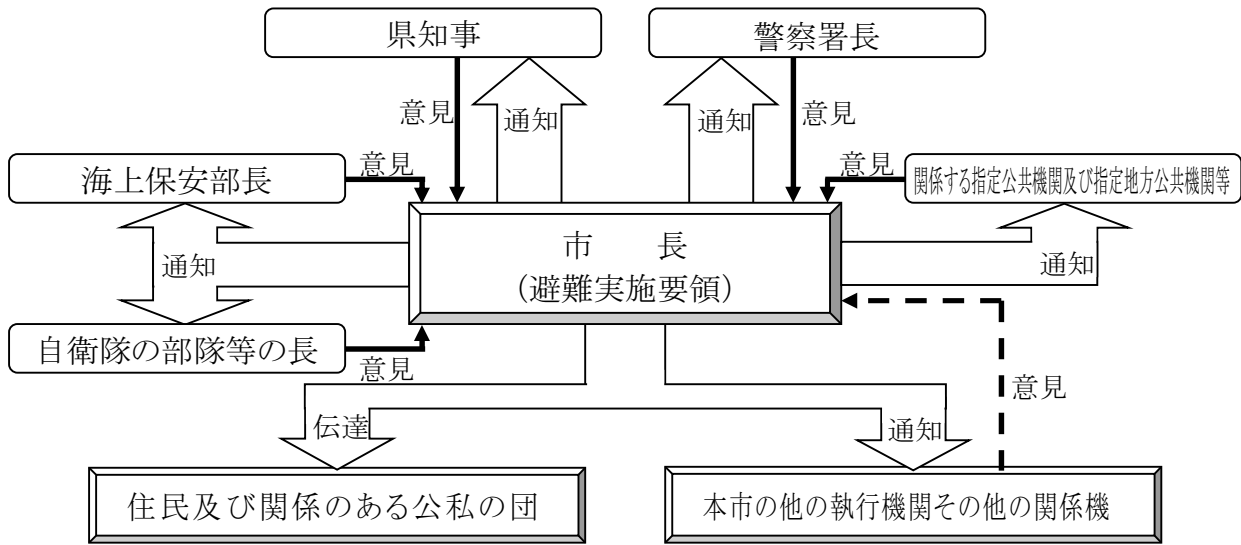 県知事
警察署長
意見
通知
通知
意見
海上保安部長
意見
意見
関係する指定公共機関及び指定地方公共機関等
市　　長
(避難実施要領)
通知
通知
自衛隊の部隊等の長
意見
意見
伝達
通知
住民及び関係のある公私の団
本市の他の執行機関その他の関係機